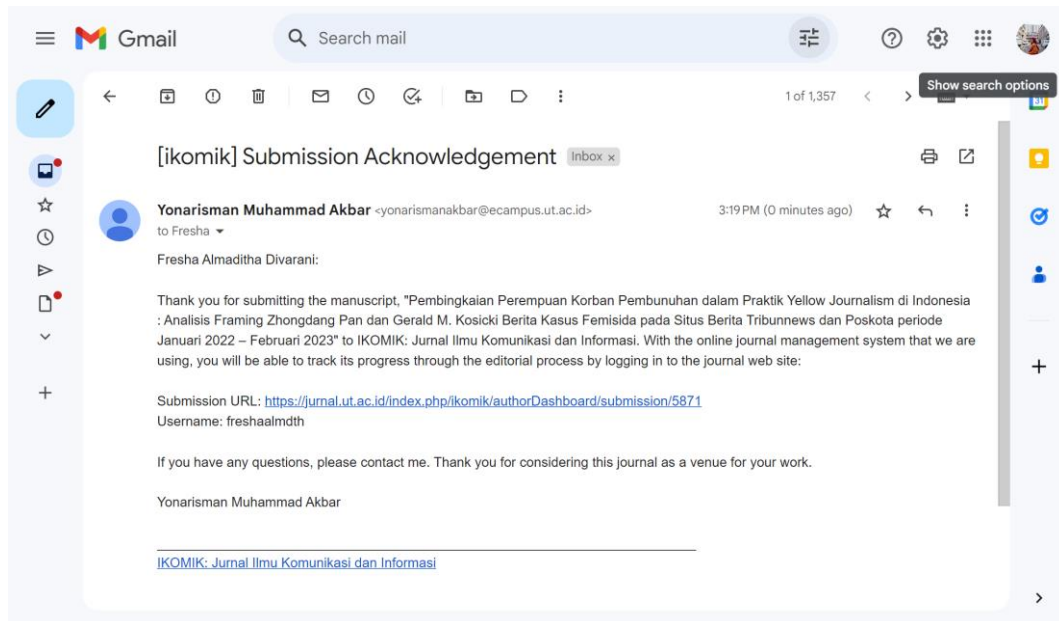 Gmail
Search mail
1 of 1,357
Show search options
[ikomik] Submission Acknowledgement Inbox x
Yonarisman Muhammad Akbar <yonarismanakbar@ecampus.ut.ac.id>
3:19 PM (0 minutes ago)
to Fresha
Fresha Almaditha Divarani:
Thank you for submitting the manuscript, "Pembingkaian Perempuan Korban Pembunuhan dalam Praktik Yellow Journalism di Indonesia
: Analisis Framing Zhongdang Pan dan Gerald M. Kosicki Berita Kasus Femisida pada Situs Berita Tribunnews dan Poskota periode
Januari 2022 – Februari 2023" to IKOMIK: Jurnal Ilmu Komunikasi dan Informasi. With the online journal management system that we are
using, you will be able to track its progress through the editorial process by logging in to the journal web site:
Submission URL: https://jurnal.ut.ac.id/index.php/ikomik/authorDashboard/submission/5871
Username: freshaalmdth
If you have any questions, please contact me. Thank you for considering this journal as a venue for your work.
Yonarisman Muhammad Akbar
IKOMIK: Jurnal Ilmu Komunikasi dan Informasi